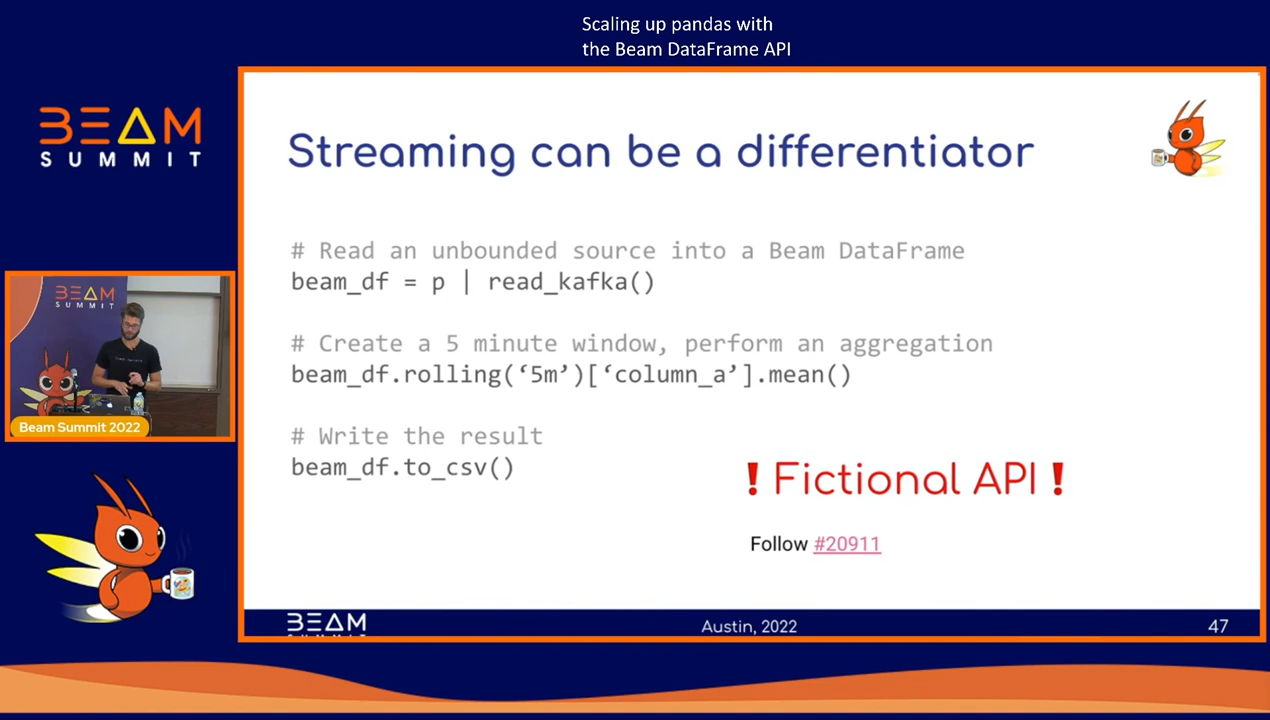 Scaling up pandas with
the Beam DataFrame API
BEAM
SUMMIT
Streaming can be a differentiator
# Read an unbounded source into a Beam DataFrame
beam_df = p | read_kafka()
# Create a 5 minute window, perform an aggregation
beam_df.rolling(‘5m’)[‘column_a’].mean()
# Write the result
beam_df.to_csv()
❗ Fictional API ❗
Follow #20911
BEAM
SUMMIT
Beam Summit 2022
BEAM
Austin, 2022
47